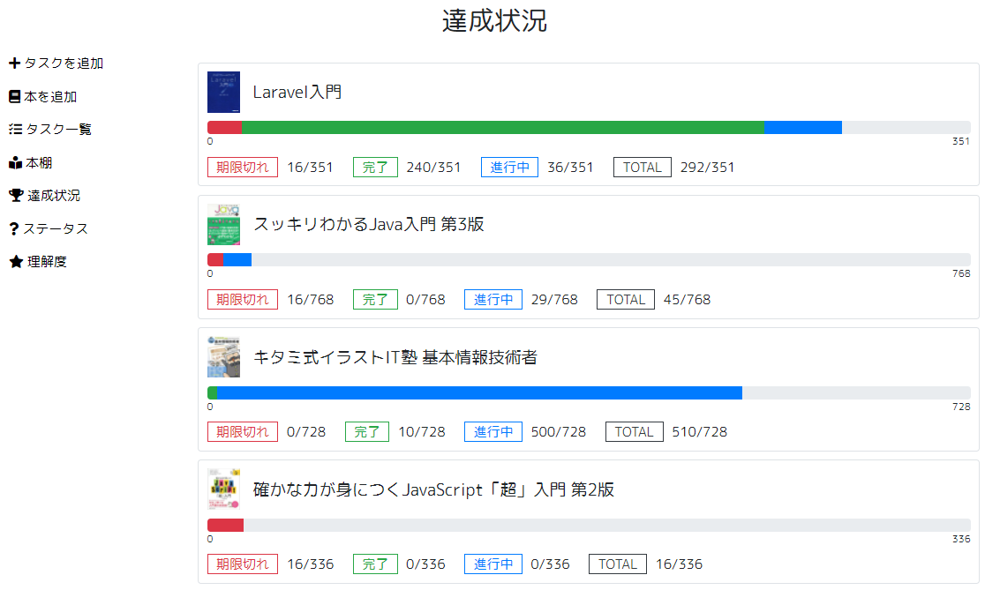 達成状況
タスクを追加
本を追加
タスク一覧
本棚
達成状況
ステータス
理解度
Laravel
Laravel入門
0 351
期限切れ 16/351 完了 240/351 進行中 36/351 TOTAL 292/351
Java
スッキリわかるJava入門 第3版
0 768
期限切れ 16/768 完了 0/768 進行中 29/768 TOTAL 45/768
キタミ式イラストIT塾 基本情報技術者
0 728
期限切れ 0/728 完了 10/728 進行中 500/728 TOTAL 510/728
確かな力が身につくJavaScript「超」入門 第2版
0 336
期限切れ 16/336 完了 0/336 進行中 0/336 TOTAL 16/336